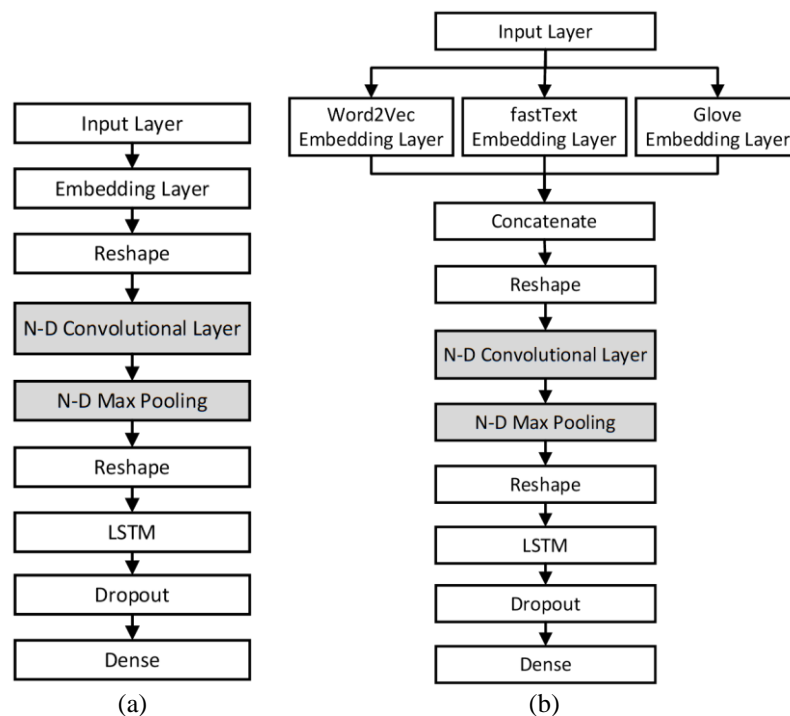 Input Layer
Embedding Layer
Reshape
N-D Convolutional Layer
N-D Max Pooling
Reshape
LSTM
Dropout
Dense
(a)
Input Layer
Word2Vec
Embedding Layer
fastText
Embedding Layer
Glove
Embedding Layer
Concatenate
Reshape
N-D Convolutional Layer
N-D Max Pooling
Reshape
LSTM
Dropout
Dense
(b)